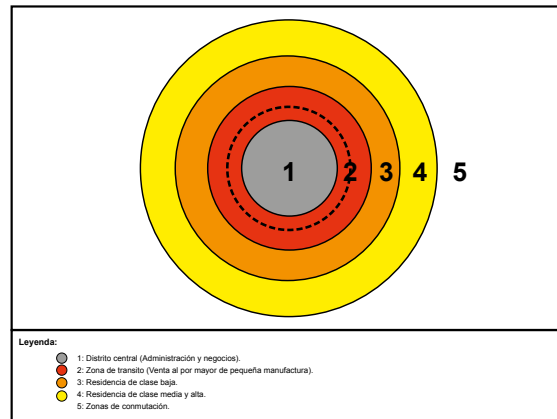 1 2 3 4 5
Leyenda:
1: Distrito central (Administración y negocios).
2: Zona de transito (Venta al por mayor de pequeña manufactura).
3: Residencia de clase baja.
4: Residencia de clase media y alta.
5: Zonas de conmutación.